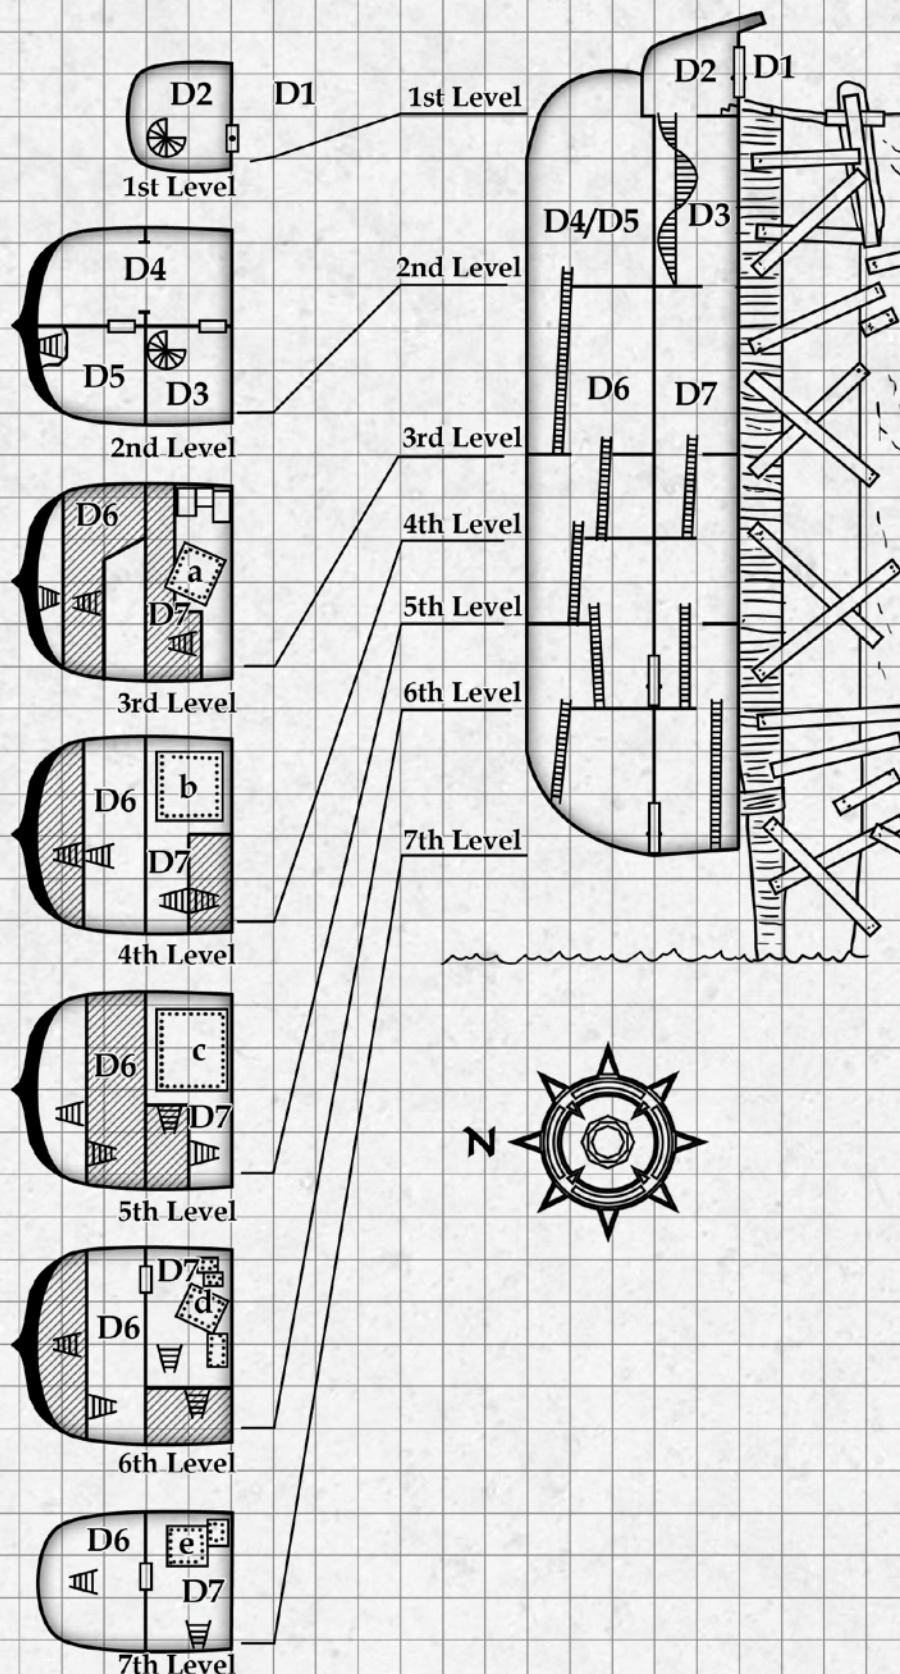 D2 D1
1st Level
D4
D5 D3
2nd Level
D6
a
D7
3rd Level
D6 b
D7
4th Level
D6 c
D7
5th Level
D7
d
D6
6th Level
D6 e
D7
7th Level
D2 D1
1st Level
D4/D5 D3
2nd Level
D6 D7
3rd Level
4th Level
5th Level
6th Level
7th Level
N